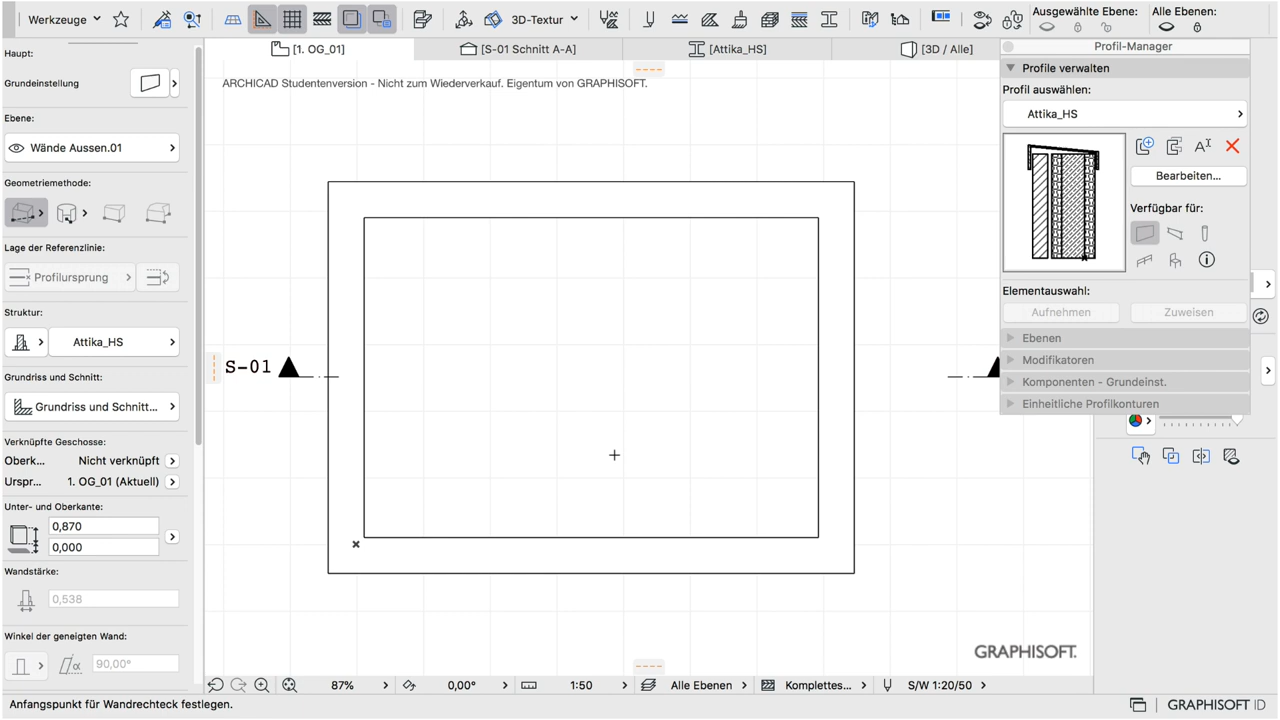 Werkzeuge
3D-Textur
Ausgewählte Ebene:
Alle Ebenen:
[1. OG_01]
[S-01 Schnitt A-A]
[Attika_HS]
[3D / Alle]
Haupt:
Grundeinstellung
Ebene:
Wände Aussen.01
Geometriemethode:
Lage der Referenzlinie:
Profilursprung
Struktur:
Attika_HS
Grundriss und Schnitt:
Grundriss und Schnitt...
Verknüpfte Geschosse:
Oberk... Nicht verknüpft
Urspr... 1. OG_01 (Aktuell)
Unter- und Oberkante:
0,870
0,000
Wandstärke:
0,538
Winkel der geneigten Wand:
α 90,00°
ARCHICAD Studentenversion - Nicht zum Wiederverkauf. Eigentum von GRAPHISOFT.
S-01
GRAPHISOFT.
Profil-Manager
Profile verwalten
Profil auswählen:
Attika_HS
Bearbeiten...
Verfügbar für:
Elementauswahl:
Aufnehmen
Zuweisen
Ebenen
Modifikatoren
Komponenten - Grundeinst.
Einheitliche Profilkonturen
87%
0,00°
1:50
Alle Ebenen
Komplettes...
S/W 1:20/50
Anfangspunkt für Wandrechteck festlegen.
GRAPHISOFT ID